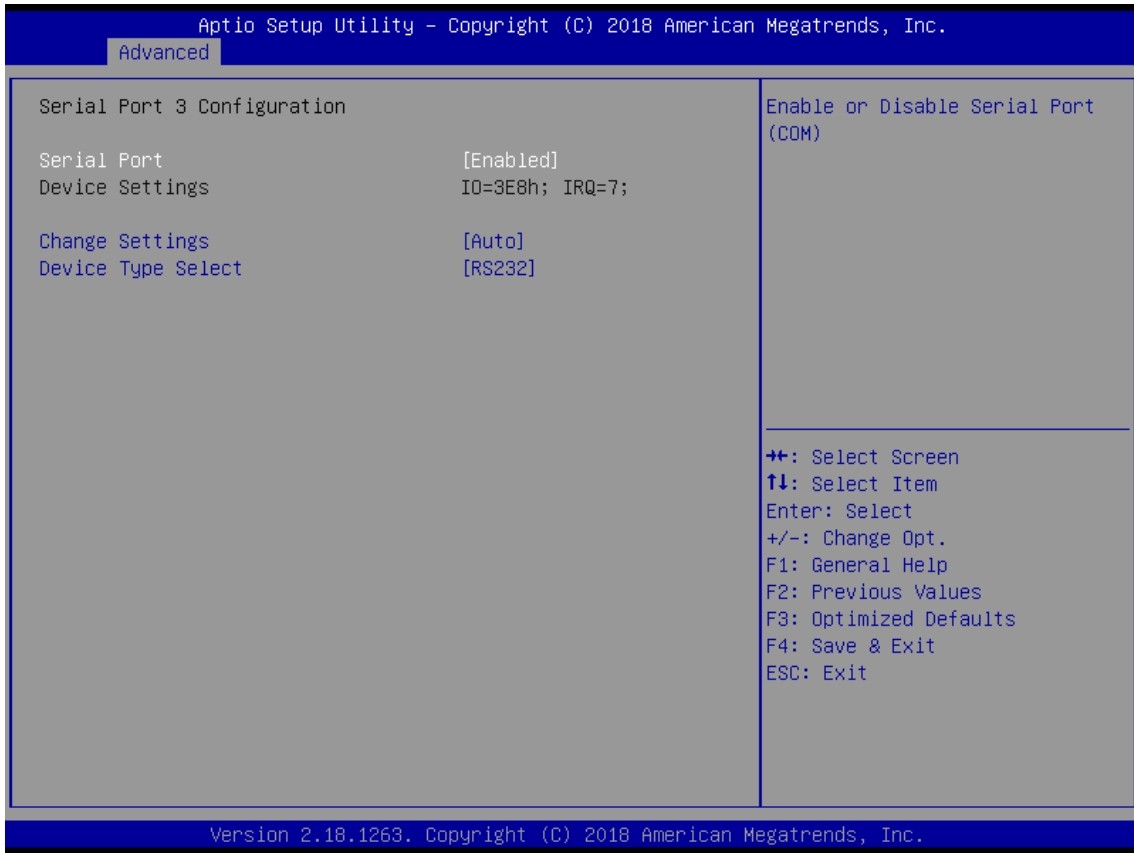 Aptio Setup Utility – Copyright (C) 2018 American Megatrends, Inc.
Advanced
Serial Port 3 Configuration
Serial Port [Enabled]
Device Settings IO=3E8h; IRQ=7;
Change Settings [Auto]
Device Type Select [RS232]
Enable or Disable Serial Port
(COM)
→←: Select Screen
↑↓: Select Item
Enter: Select
+/-: Change Opt.
F1: General Help
F2: Previous Values
F3: Optimized Defaults
F4: Save & Exit
ESC: Exit
Version 2.18.1263. Copyright (C) 2018 American Megatrends, Inc.